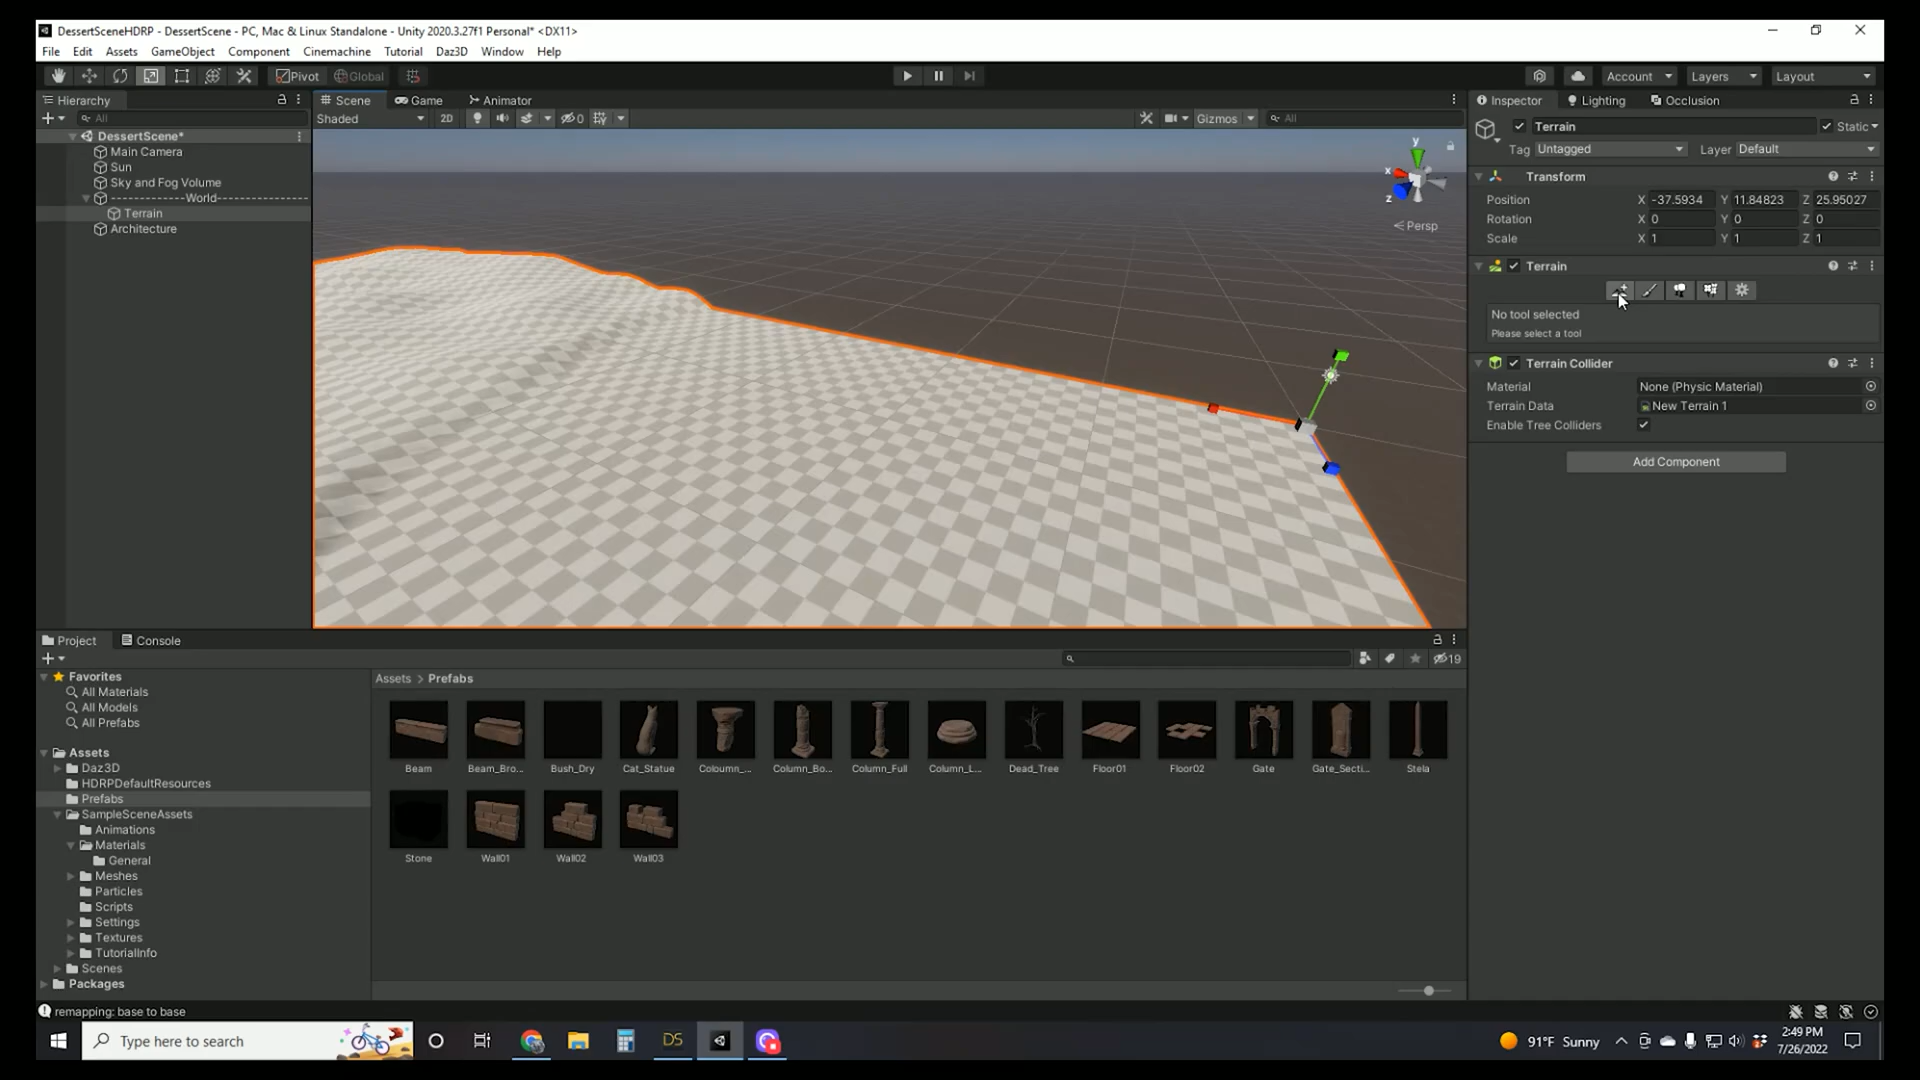 DessertSceneHDRP - DessertScene - PC, Mac & Linux Standalone - Unity 2020.3.27f1 Personal* <DX11>
File Edit Assets GameObject Component Cinemachine Tutorial Daz3D Window Help
Pivot Global Account Layers Layout
Hierarchy
All
DessertScene*
Main Camera
Sun
Sky and Fog Volume
------------World---------------
Terrain
Architecture
Scene Game Animator
Shaded 2D 0 Gizmos All
y
x
z
Persp
Inspector Lighting Occlusion
Terrain Static
Tag Untagged Layer Default
Transform
Position X -37.5934 Y 11.84823 Z 25.95027
Rotation X 0 Y 0 Z 0
Scale X 1 Y 1 Z 1
Terrain
No tool selected
Please select a tool
Terrain Collider
Material None (Physic Material)
Terrain Data New Terrain 1
Enable Tree Colliders
Add Component
Project Console
19
Favorites
All Materials
All Models
All Prefabs
Assets
Daz3D
HDRPDefaultResources
Prefabs
SampleSceneAssets
Animations
Materials
General
Meshes
Particles
Scripts
Settings
Textures
TutorialInfo
Scenes
Packages
Assets > Prefabs
Beam Beam_Bro... Bush_Dry Cat_Statue Coloumn_... Column_Bo... Column_Full Column_L... Dead_Tree Floor01 Floor02 Gate Gate_Secti... Stela
Stone Wall01 Wall02 Wall03
remapping: base to base
Type here to search
DS
91°F Sunny
2:49 PM
7/26/2022